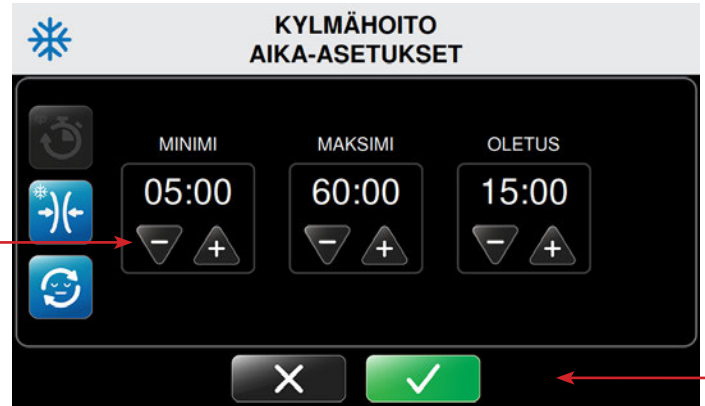 KYLMÄHOITO
AIKA-ASETUKSET
MINIMI MAKSIMI OLETUS
05:00 60:00 15:00